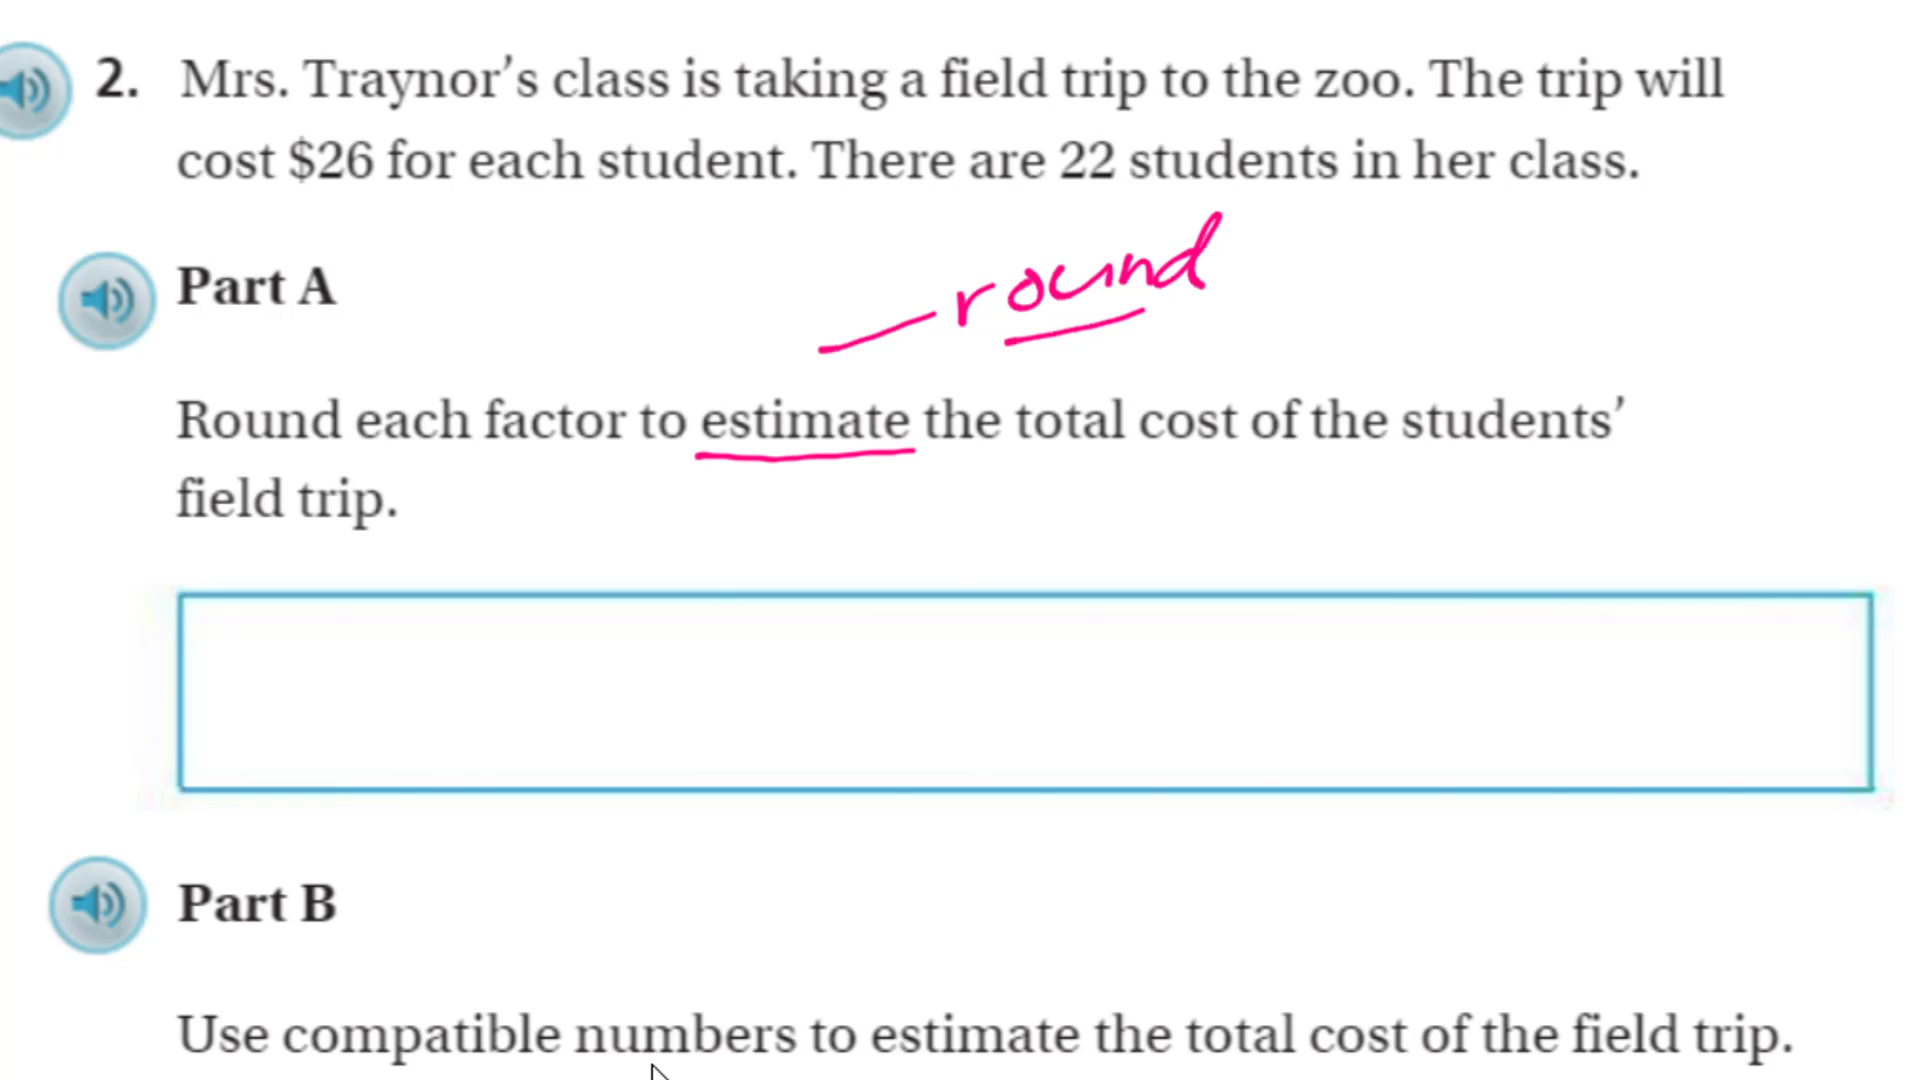 2. Mrs. Traynor’s class is taking a field trip to the zoo. The trip will
cost $26 for each student. There are 22 students in her class.
Part A
round
Round each factor to estimate the total cost of the students’
field trip.
Part B
Use compatible numbers to estimate the total cost of the field trip.